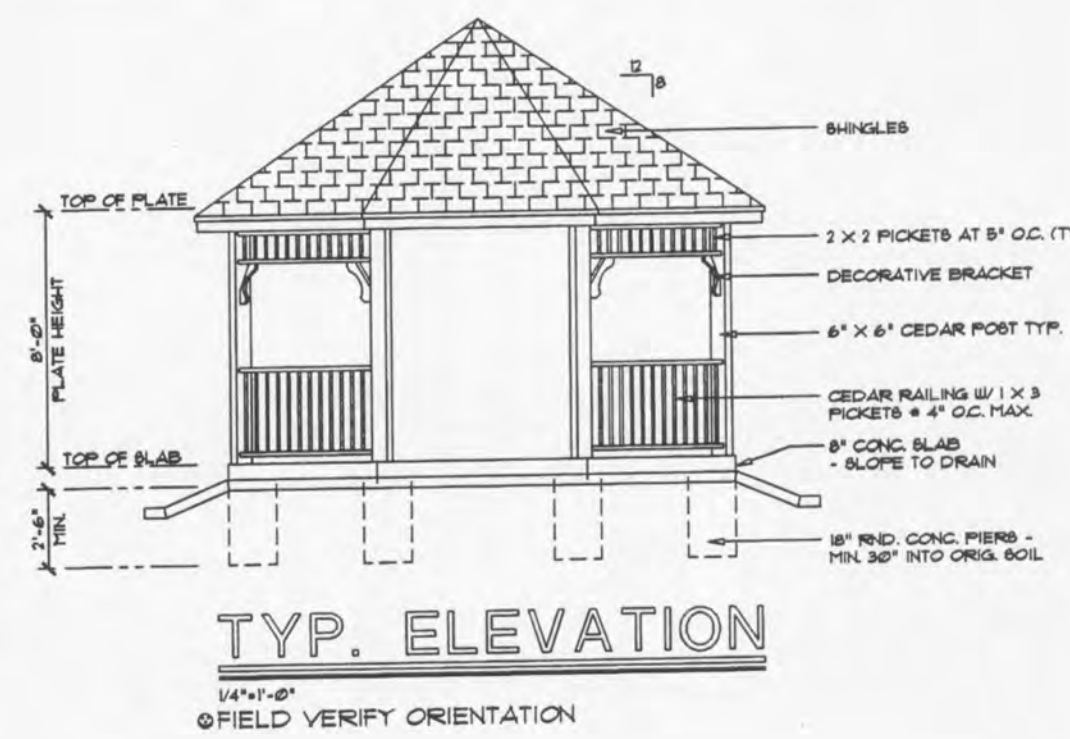 12
8
SHINGLES
TOP OF PLATE
2 X 2 PICKETS AT 5" O.C. (T
DECORATIVE BRACKET
8'-0"
PLATE HEIGHT
6" X 6" CEDAR POST TYP.
CEDAR RAILING W/ 1 X 3
PICKETS @ 4" O.C. MAX.
8" CONC. SLAB
- SLOPE TO DRAIN
TOP OF SLAB
2'-6"
MIN.
18" RND. CONC. PIERS -
MIN. 30" INTO ORIG. SOIL
TYP. ELEVATION
1/4"=1'-0"
FIELD VERIFY ORIENTATION